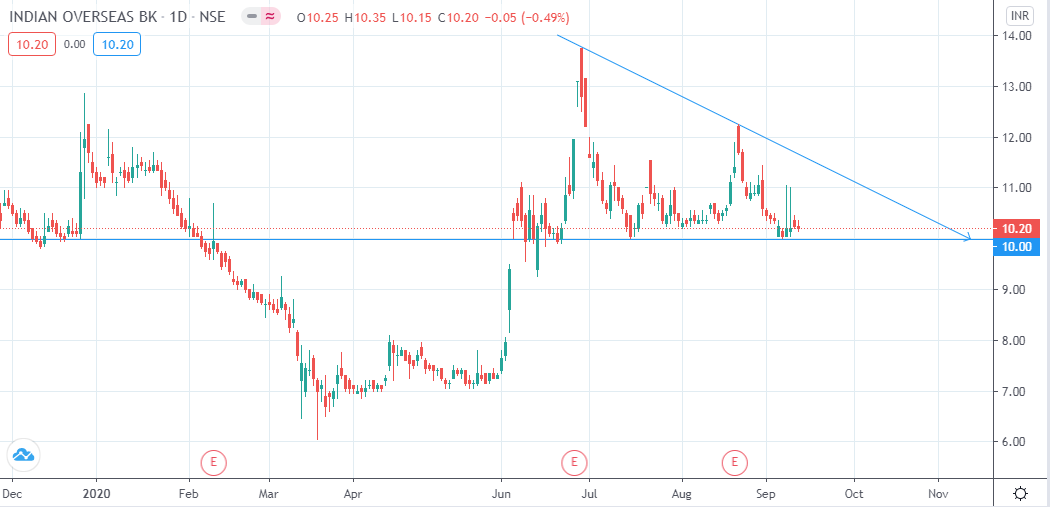 INDIAN OVERSEAS BK · 1D · NSE O10.25 H10.35 L10.15 C10.20 −0.05 (−0.49%)
INR
10.20 0.00 10.20
14.00
13.00
12.00
11.00
10.20
10.00
9.00
8.00
7.00
6.00
E E E
Dec 2020 Feb Mar Apr Jun Jul Aug Sep Oct Nov